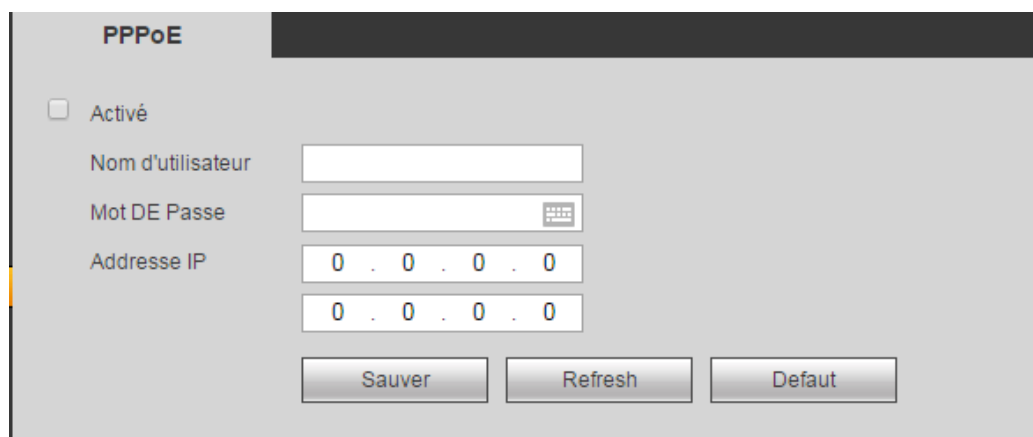 PPPoE
Activé
Nom d'utilisateur
Mot DE Passe
Addresse IP 0 . 0 . 0 . 0
0 . 0 . 0 . 0
Sauver Refresh Defaut